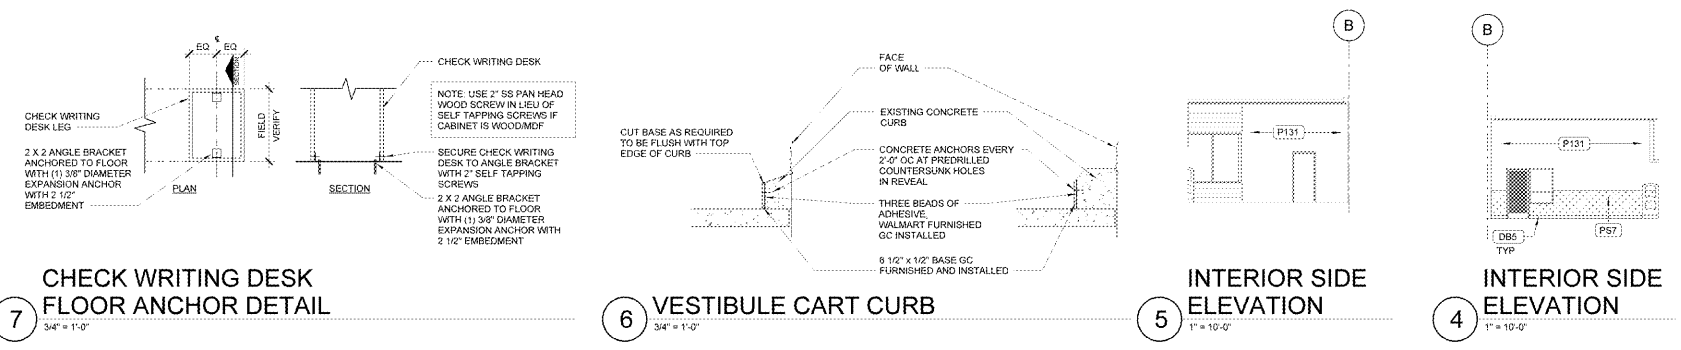 EQ
℄
EQ
SECTION
FIELD
VERIFY
CHECK WRITING
DESK LEG
2 X 2 ANGLE BRACKET
ANCHORED TO FLOOR
WITH (1) 3/8" DIAMETER
EXPANSION ANCHOR
WITH 2 1/2"
EMBEDMENT
PLAN
SECTION
CHECK WRITING DESK
NOTE: USE 2" SS PAN HEAD
WOOD SCREW IN LIEU OF
SELF TAPPING SCREWS IF
CABINET IS WOOD/MDF
SECURE CHECK WRITING
DESK TO ANGLE BRACKET
WITH 2" SELF TAPPING
SCREWS
2 X 2 ANGLE BRACKET
ANCHORED TO FLOOR
WITH (1) 3/8" DIAMETER
EXPANSION ANCHOR WITH
2 1/2" EMBEDMENT
7
CHECK WRITING DESK
FLOOR ANCHOR DETAIL
3/4" = 1'-0"
CUT BASE AS REQUIRED
TO BE FLUSH WITH TOP
EDGE OF CURB
FACE
OF WALL
EXISTING CONCRETE
CURB
CONCRETE ANCHORS EVERY
2'-0" OC AT PREDRILLED
COUNTERSUNK HOLES
IN REVEAL
THREE BEADS OF
ADHESIVE,
WALMART FURNISHED
GC INSTALLED
6 1/2" x 1/2" BASE GC
FURNISHED AND INSTALLED
6
VESTIBULE CART CURB
3/4" = 1'-0"
B
P131
5
INTERIOR SIDE
ELEVATION
1" = 10'-0"
B
P131
DB5
TYP
PS7
4
INTERIOR SIDE
ELEVATION
1" = 10'-0"